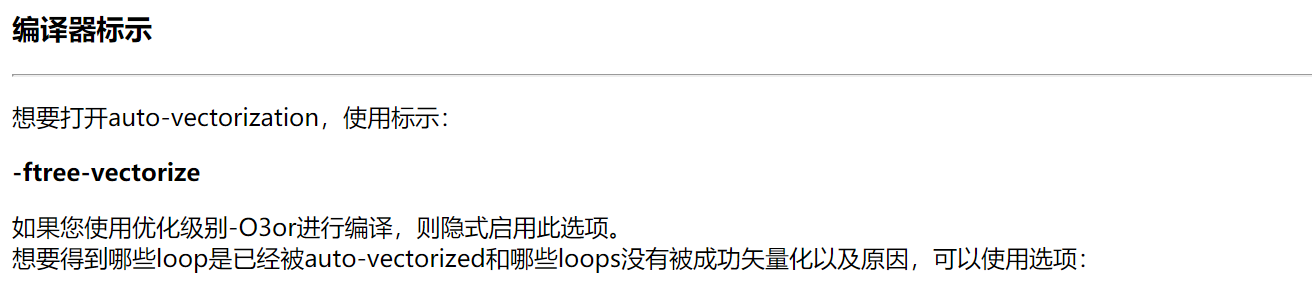 编译器标示
想要打开auto-vectorization，使用标示：
-ftree-vectorize
如果您使用优化级别-O3or进行编译，则隐式启用此选项。
想要得到哪些loop是已经被auto-vectorized和哪些loops没有被成功矢量化以及原因，可以使用选项：